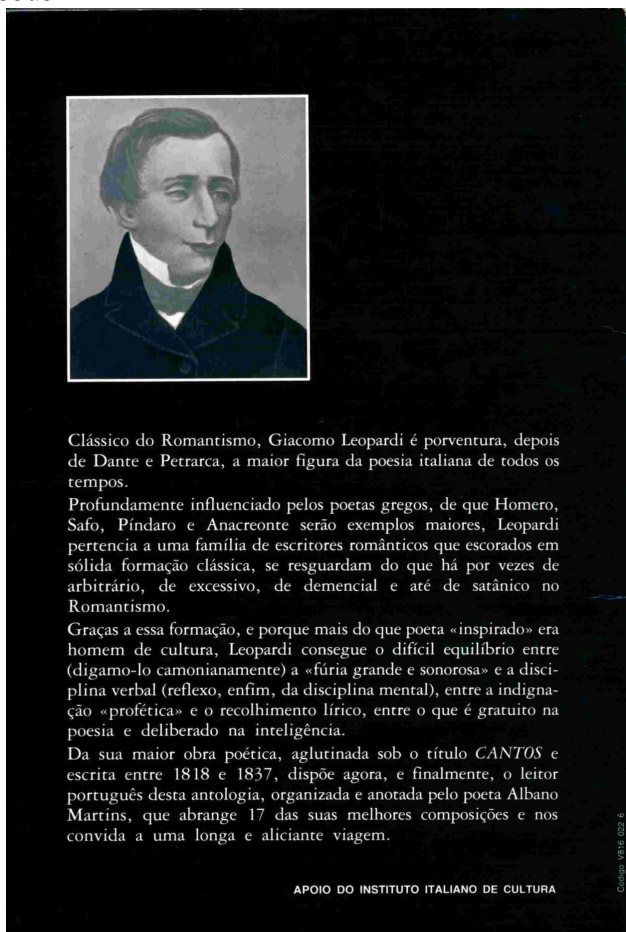 Clássico do Romantismo, Giacomo Leopardi é porventura, depois
de Dante e Petrarca, a maior figura da poesia italiana de todos os
tempos.
Profundamente influenciado pelos poetas gregos, de que Homero,
Safo, Píndaro e Anacreonte serão exemplos maiores, Leopardi
pertencia a uma família de escritores românticos que escorados em
sólida formação clássica, se resguardam do que há por vezes de
arbitrário, de excessivo, de demencial e até de satânico no
Romantismo.
Graças a essa formação, e porque mais do que poeta «inspirado» era
homem de cultura, Leopardi consegue o difícil equilíbrio entre
(digamo-lo camonianamente) a «fúria grande e sonorosa» e a disci-
plina verbal (reflexo, enfim, da disciplina mental), entre a indigna-
ção «profética» e o recolhimento lírico, entre o que é gratuito na
poesia e deliberado na inteligência.
Da sua maior obra poética, aglutinada sob o título CANTOS e
escrita entre 1818 e 1837, dispõe agora, e finalmente, o leitor
português desta antologia, organizada e anotada pelo poeta Albano
Martins, que abrange 17 das suas melhores composições e nos
convida a uma longa e aliciante viagem.
APOIO DO INSTITUTO ITALIANO DE CULTURA
Código V816 022 6